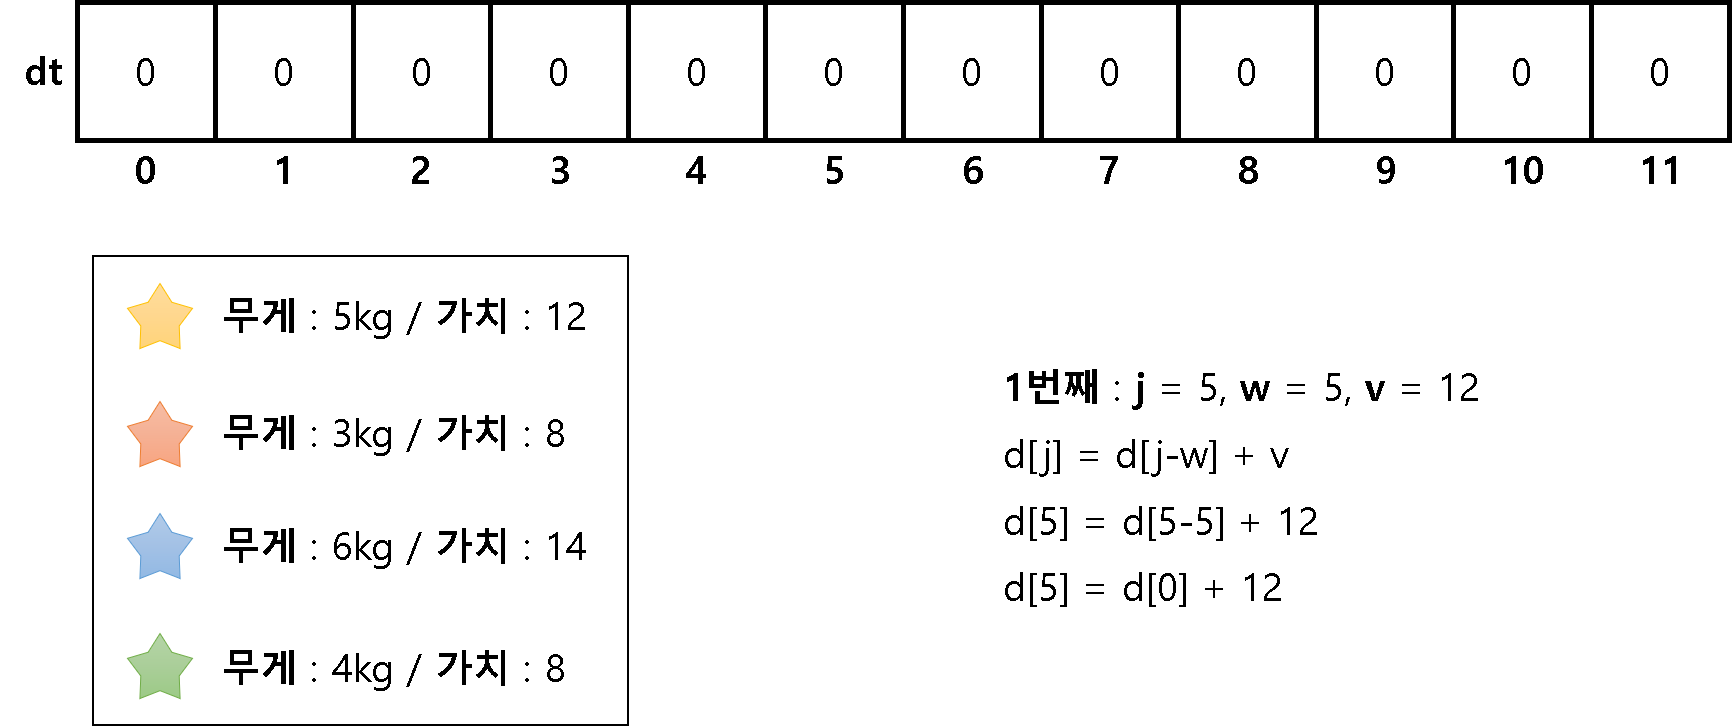 dt 0 0 0 0 0 0 0 0 0 0 0 0
0 1 2 3 4 5 6 7 8 9 10 11
무게 : 5kg / 가치 : 12
무게 : 3kg / 가치 : 8
무게 : 6kg / 가치 : 14
무게 : 4kg / 가치 : 8
1번째 : j = 5, w = 5, v = 12
d[j] = d[j-w] + v
d[5] = d[5-5] + 12
d[5] = d[0] + 12